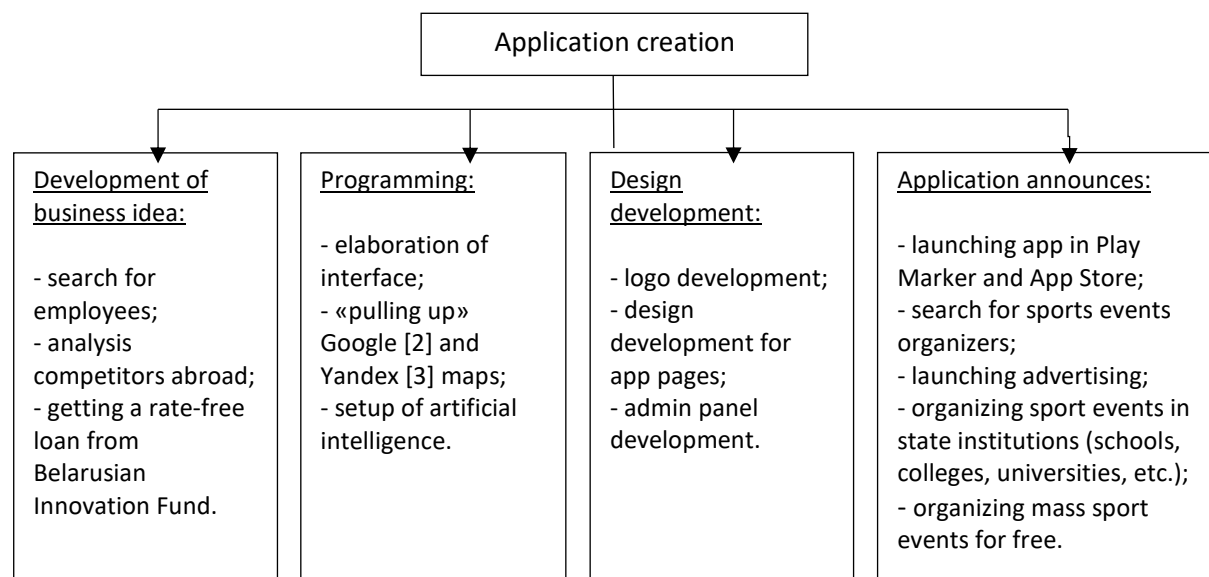 Application creation
Development of
business idea:
- search for
employees;
- analysis
competitors abroad;
- getting a rate-free
loan from
Belarusian
Innovation Fund.
Programming:
- elaboration of
interface;
- «pulling up»
Google [2] and
Yandex [3] maps;
- setup of artificial
intelligence.
Design
development:
- logo development;
- design
development for
app pages;
- admin panel
development.
Application announces:
- launching app in Play
Marker and App Store;
- search for sports events
organizers;
- launching advertising;
- organizing sport events in
state institutions (schools,
colleges, universities, etc.);
- organizing mass sport
events for free.